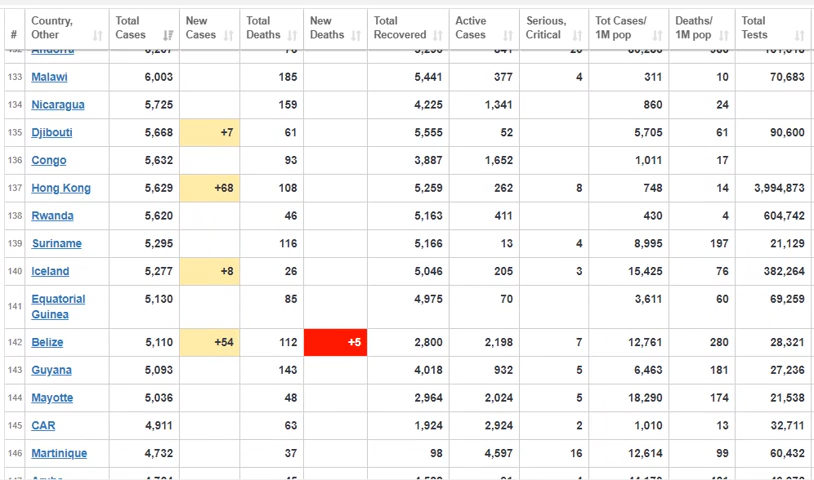 # Country, Other Total Cases New Cases Total Deaths New Deaths Total Recovered Active Cases Serious, Critical Tot Cases/ 1M pop Deaths/ 1M pop Total Tests
133 Malawi 6,003 185 5,441 377 4 311 10 70,683
134 Nicaragua 5,725 159 4,225 1,341 860 24
135 Djibouti 5,668 +7 61 5,555 52 5,705 61 90,600
136 Congo 5,632 93 3,887 1,652 1,011 17
137 Hong Kong 5,629 +68 108 5,259 262 8 748 14 3,994,873
138 Rwanda 5,620 46 5,163 411 430 4 604,742
139 Suriname 5,295 116 5,166 13 4 8,995 197 21,129
140 Iceland 5,277 +8 26 5,046 205 3 15,425 76 382,264
141 Equatorial Guinea 5,130 85 4,975 70 3,611 60 69,259
142 Belize 5,110 +54 112 +5 2,800 2,198 7 12,761 280 28,321
143 Guyana 5,093 143 4,018 932 5 6,463 181 27,236
144 Mayotte 5,036 48 2,964 2,024 5 18,290 174 21,538
145 CAR 4,911 63 1,924 2,924 2 1,010 13 32,711
146 Martinique 4,732 37 98 4,597 16 12,614 99 60,432